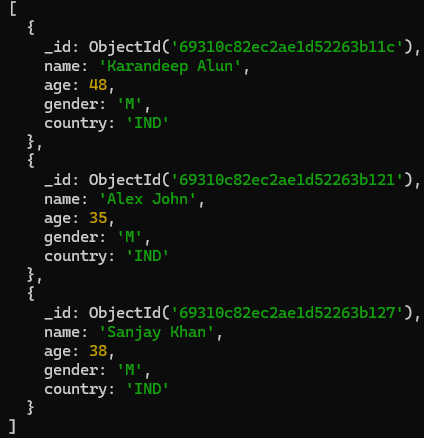 [
  {
    _id: ObjectId('69310c82ec2ae1d52263b11c'),
    name: 'Karandeep Alun',
    age: 48,
    gender: 'M',
    country: 'IND'
  },
  {
    _id: ObjectId('69310c82ec2ae1d52263b121'),
    name: 'Alex John',
    age: 35,
    gender: 'M',
    country: 'IND'
  },
  {
    _id: ObjectId('69310c82ec2ae1d52263b127'),
    name: 'Sanjay Khan',
    age: 38,
    gender: 'M',
    country: 'IND'
  }
]